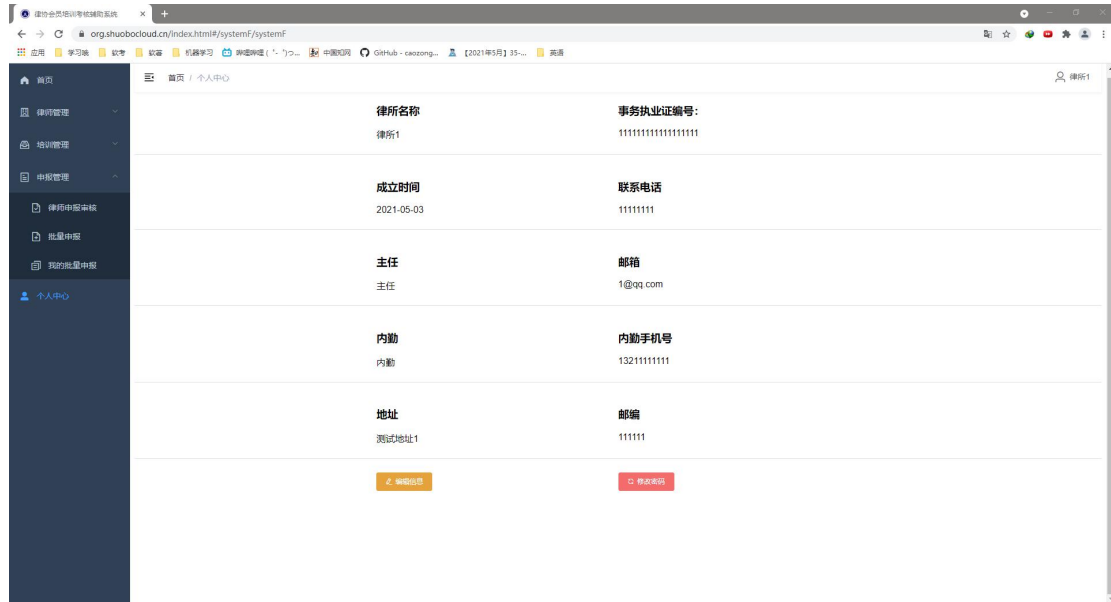 律协会员培训考核辅助系统
org.shuobocloud.cn/index.html#/systemF/systemF
应用 学习啦 软考 软著 机器学习 哔哩哔哩 ( ゜- ゜)つ... 中国知网 GitHub - caozong... 【2021年5月】35-... 英语
首页
首页 / 个人中心
律所1
律师管理
培训管理
申报管理
律师申报审核
批量申报
我的批量申报
个人中心
律所名称 事务执业证编号:
律所1 111111111111111111
成立时间 联系电话
2021-05-03 11111111
主任 邮箱
主任 1@qq.com
内勤 内勤手机号
内勤 13211111111
地址 邮编
测试地址1 111111
编辑信息 修改密码